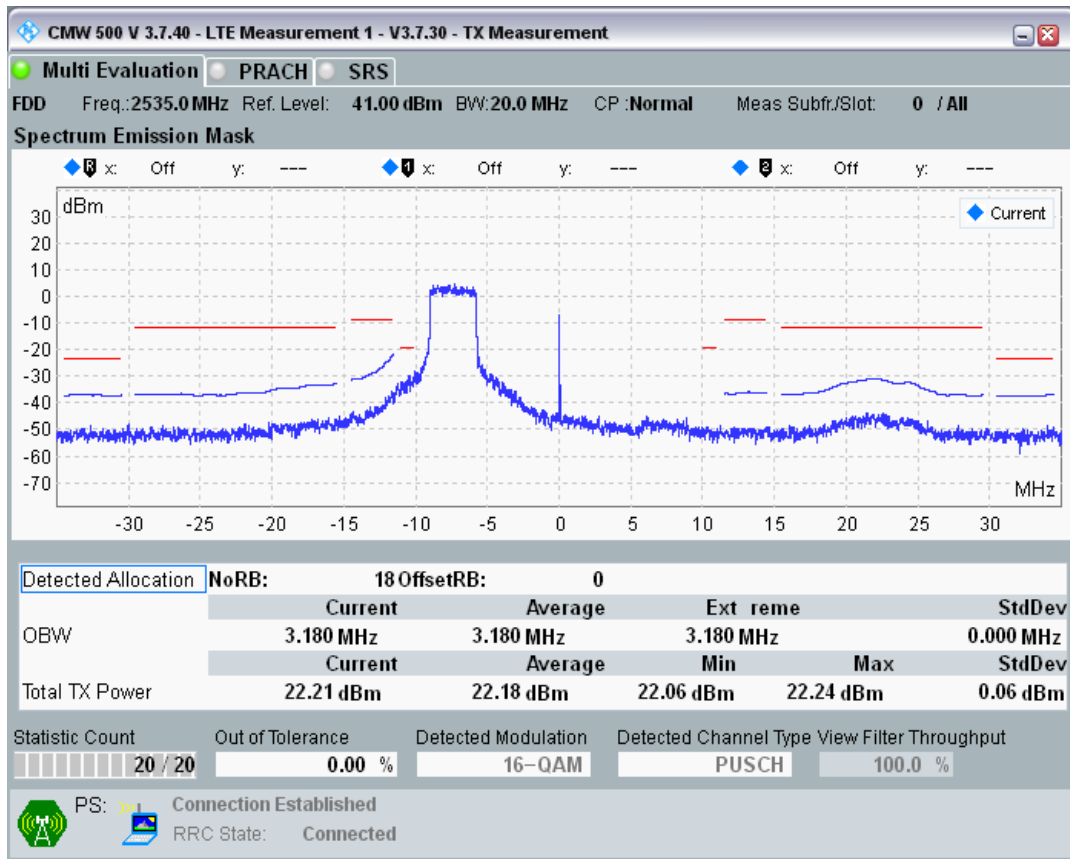 CMW 500 V 3.7.40 - LTE Measurement 1 - V3.7.30 - TX Measurement
Multi Evaluation PRACH SRS
FDD Freq.:2535.0 MHz Ref. Level: 41.00 dBm BW:20.0 MHz CP :Normal Meas Subfr./Slot: 0 / All
Spectrum Emission Mask
R x: Off y: --- 1 x: Off y: --- 2 x: Off y: ---
dBm
Current
30
20
10
0
-10
-20
-30
-40
-50
-60
-70
MHz
-30 -25 -20 -15 -10 -5 0 5 10 15 20 25 30
Detected Allocation NoRB: 18 OffsetRB: 0
Current Average Ext reme StdDev
OBW 3.180 MHz 3.180 MHz 3.180 MHz 0.000 MHz
Current Average Min Max StdDev
Total TX Power 22.21 dBm 22.18 dBm 22.06 dBm 22.24 dBm 0.06 dBm
Statistic Count Out of Tolerance Detected Modulation Detected Channel Type View Filter Throughput
20 / 20 0.00 % 16-QAM PUSCH 100.0 %
PS: Connection Established
RRC State: Connected